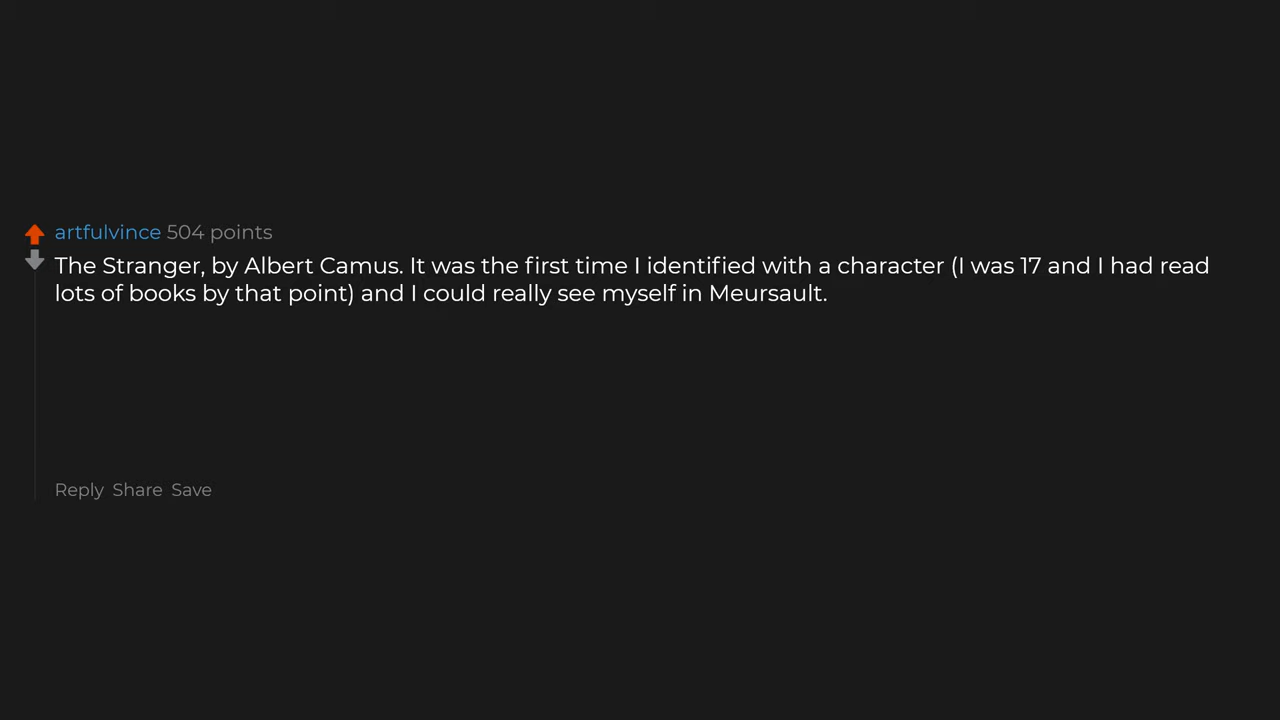 artfulvince 504 points
The Stranger, by Albert Camus. It was the first time I identified with a character (I was 17 and I had read
lots of books by that point) and I could really see myself in Meursault.
Reply Share Save